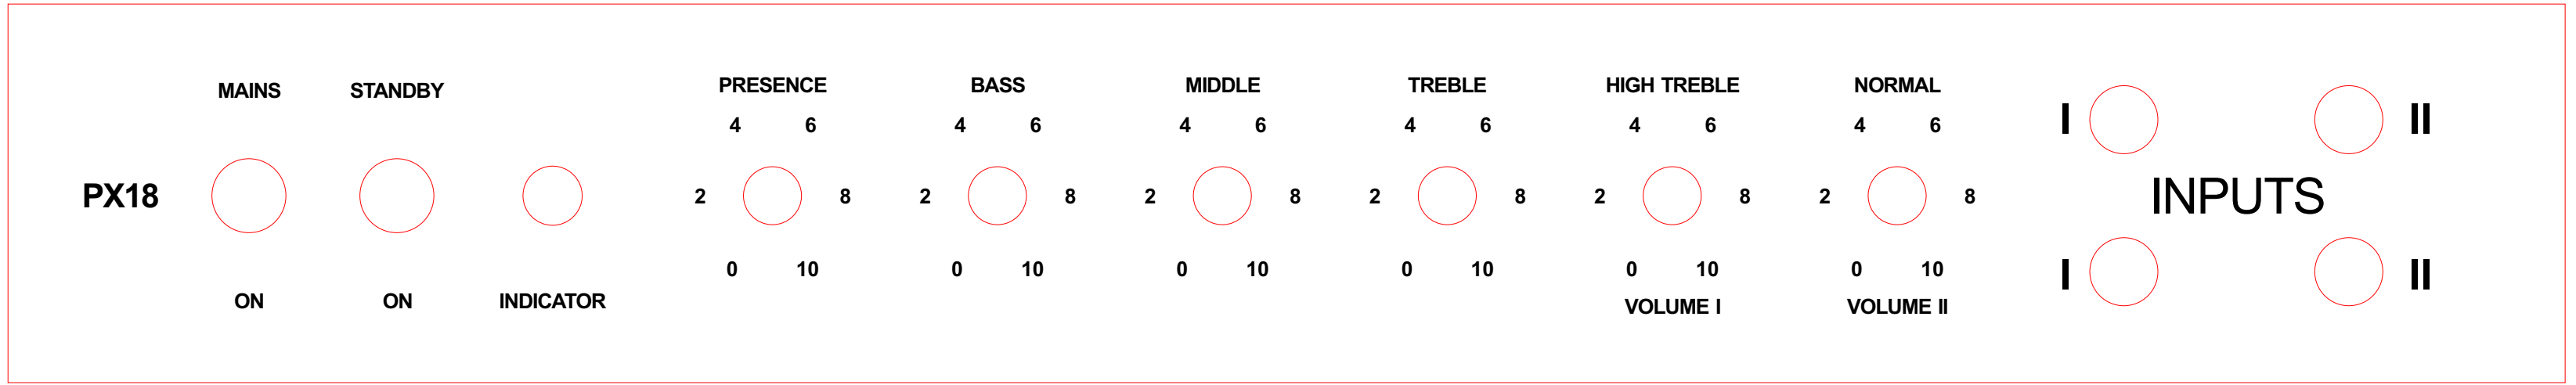 PRESENCE BASS MIDDLE TREBLE HIGH TREBLE NORMAL
MAINS STANDBY
4 6 4 6 4 6 4 6 4 6 4 6
I II
PX18 2 8 2 8 2 8 2 8 2 8 2 8 INPUTS
0 10 0 10 0 10 0 10 0 10 0 10
I II
ON ON INDICATOR
VOLUME I VOLUME II